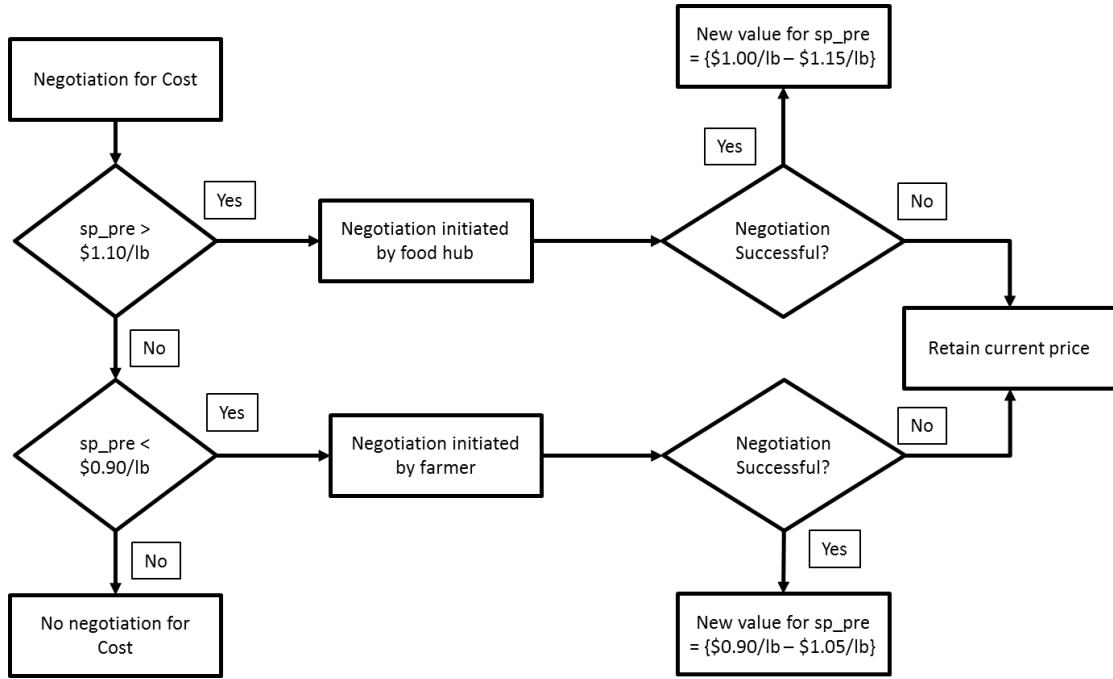 Negotiation for Cost
sp_pre >
$1.10/lb
Yes
Negotiation initiated
by food hub
Negotiation
Successful?
Yes
New value for sp_pre
= {$1.00/lb – $1.15/lb}
No
Retain current price
No
sp_pre <
$0.90/lb
Yes
Negotiation initiated
by farmer
Negotiation
Successful?
No
Yes
New value for sp_pre
= {$0.90/lb – $1.05/lb}
No
No negotiation for
Cost